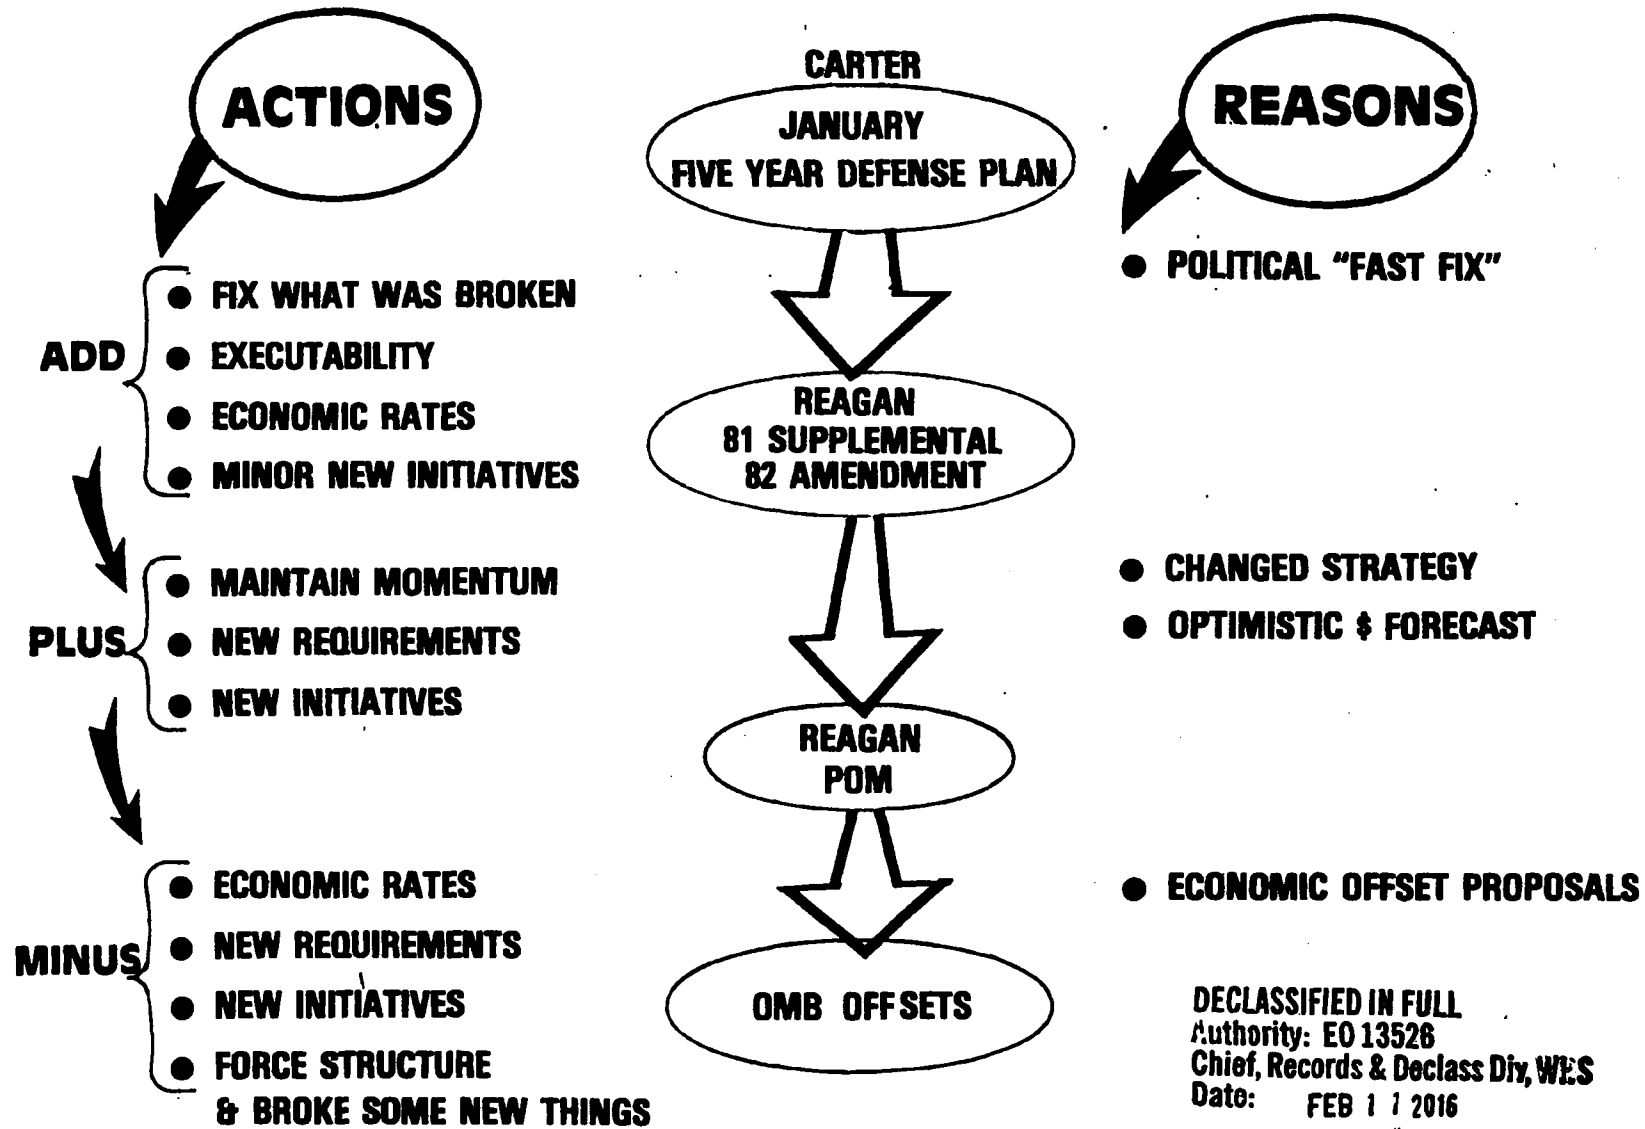 ACTIONS
ADD
● FIX WHAT WAS BROKEN
● EXECUTABILITY
● ECONOMIC RATES
● MINOR NEW INITIATIVES
PLUS
● MAINTAIN MOMENTUM
● NEW REQUIREMENTS
● NEW INITIATIVES
MINUS
● ECONOMIC RATES
● NEW REQUIREMENTS
● NEW INITIATIVES
● FORCE STRUCTURE
& BROKE SOME NEW THINGS
CARTER
JANUARY
FIVE YEAR DEFENSE PLAN
REAGAN
81 SUPPLEMENTAL
82 AMENDMENT
REAGAN
POM
OMB OFFSETS
REASONS
● POLITICAL "FAST FIX"
● CHANGED STRATEGY
● OPTIMISTIC $ FORECAST
● ECONOMIC OFFSET PROPOSALS
DECLASSIFIED IN FULL
Authority: EO 13526
Chief, Records & Declass Div, WHS
Date: FEB 1 7 2016